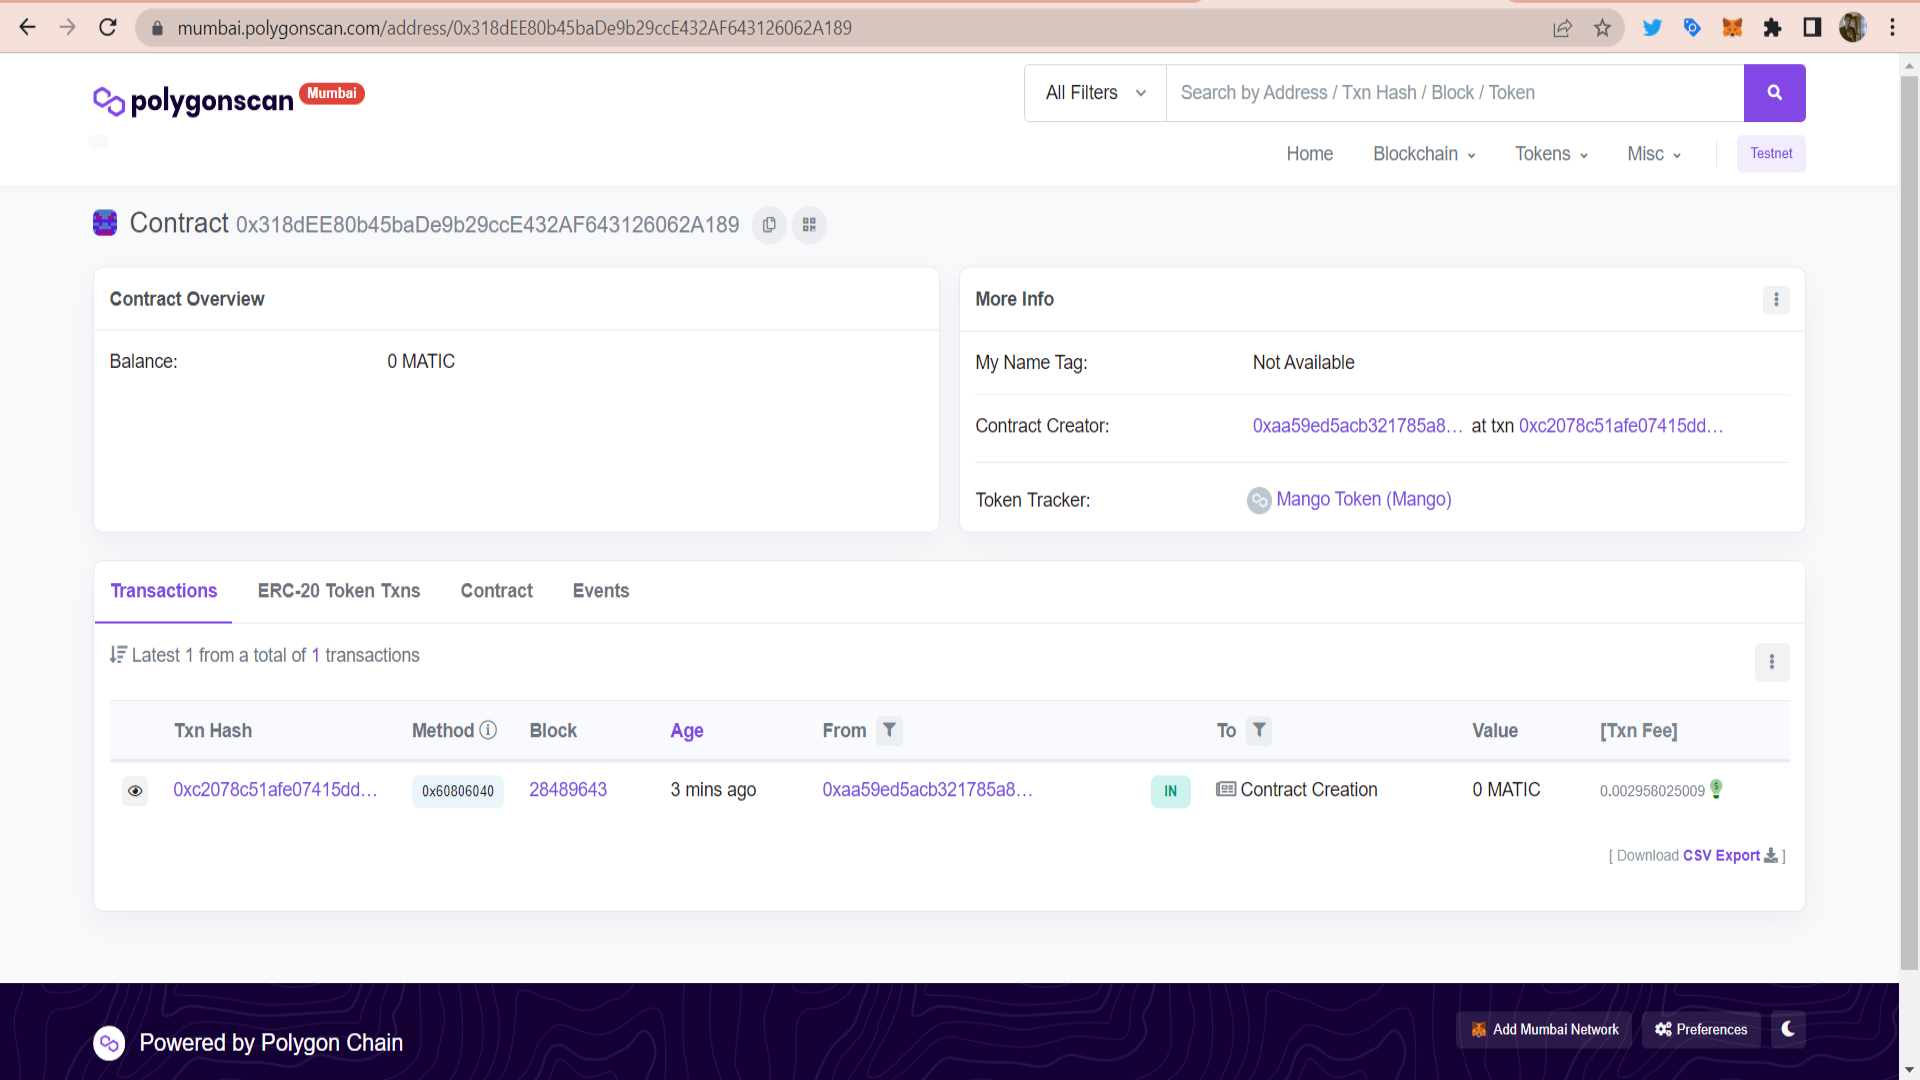 mumbai.polygonscan.com/address/0x318dEE80b45baDe9b29ccE432AF643126062A189
polygonscan Mumbai
All Filters Search by Address / Txn Hash / Block / Token
Home Blockchain Tokens Misc Testnet
Contract 0x318dEE80b45baDe9b29ccE432AF643126062A189
Contract Overview
Balance: 0 MATIC
More Info
My Name Tag: Not Available
Contract Creator: 0xaa59ed5acb321785a8... at txn 0xc2078c51afe07415dd...
Token Tracker: Mango Token (Mango)
Transactions ERC-20 Token Txns Contract Events
Latest 1 from a total of 1 transactions
Txn Hash Method Block Age From To Value [Txn Fee]
0xc2078c51afe07415dd... 0x60806040 28489643 3 mins ago 0xaa59ed5acb321785a8... IN Contract Creation 0 MATIC 0.002958025009
[ Download CSV Export ]
Powered by Polygon Chain
Add Mumbai Network Preferences